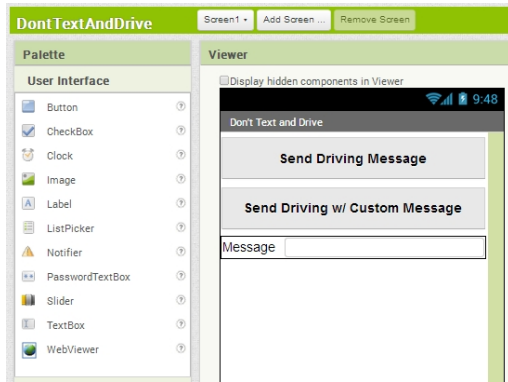 DontTextAndDrive
Screen1 Add Screen ... Remove Screen
Palette
User Interface
Button
CheckBox
Clock
Image
Label
ListPicker
Notifier
PasswordTextBox
Slider
TextBox
WebViewer
Viewer
Display hidden components in Viewer
9:48
Don't Text and Drive
Send Driving Message
Send Driving w/ Custom Message
Message